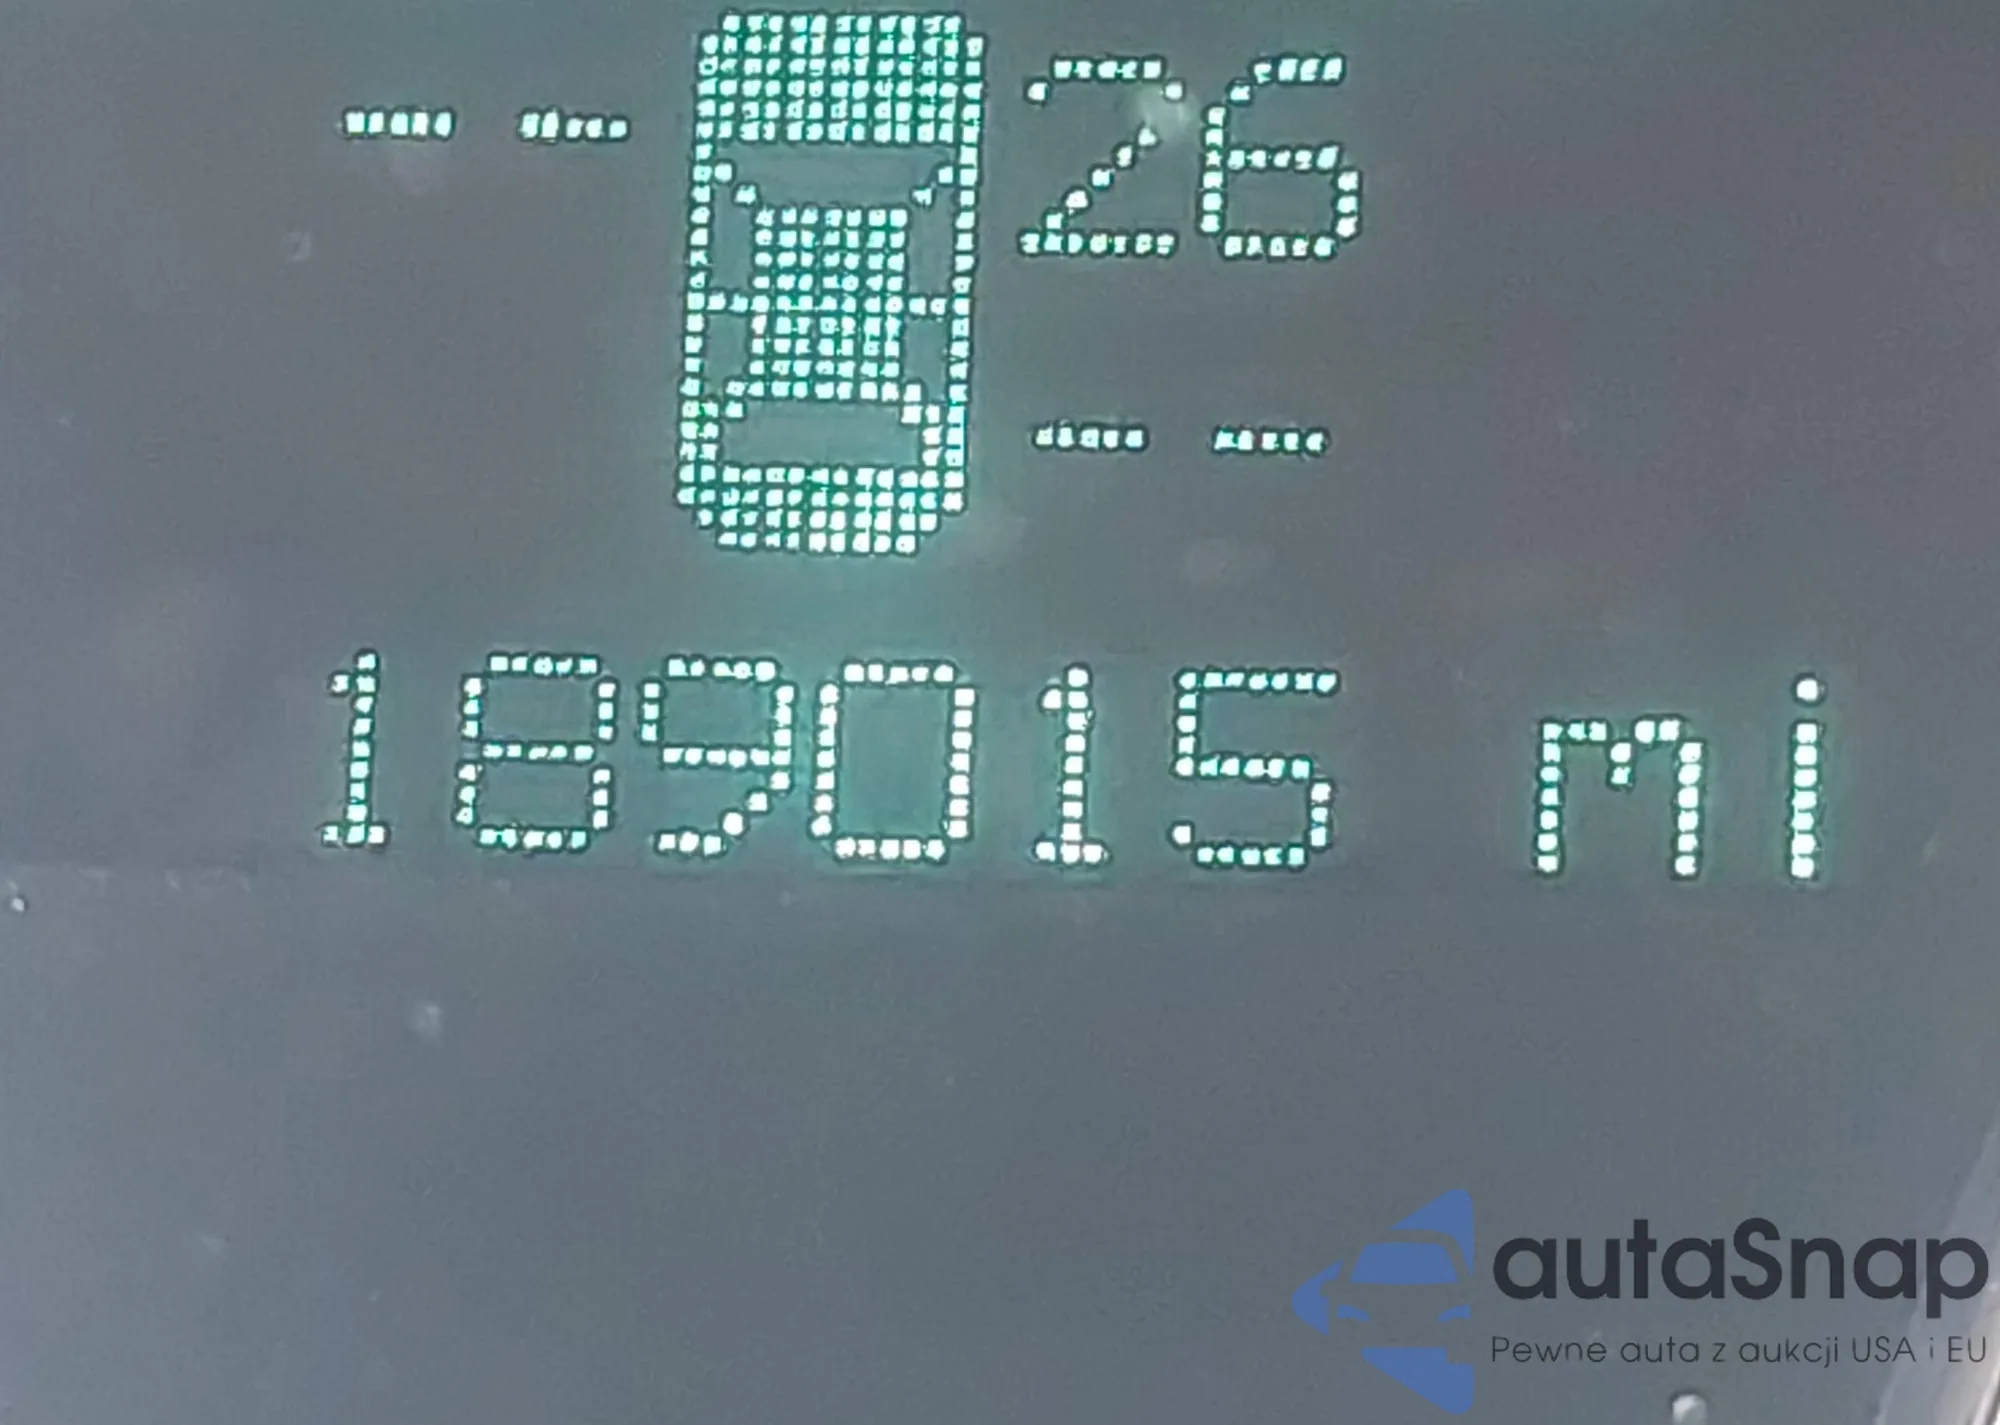 -- 26
--
189015 mi
autaSnap
Pewne auta z aukcji USA i EU